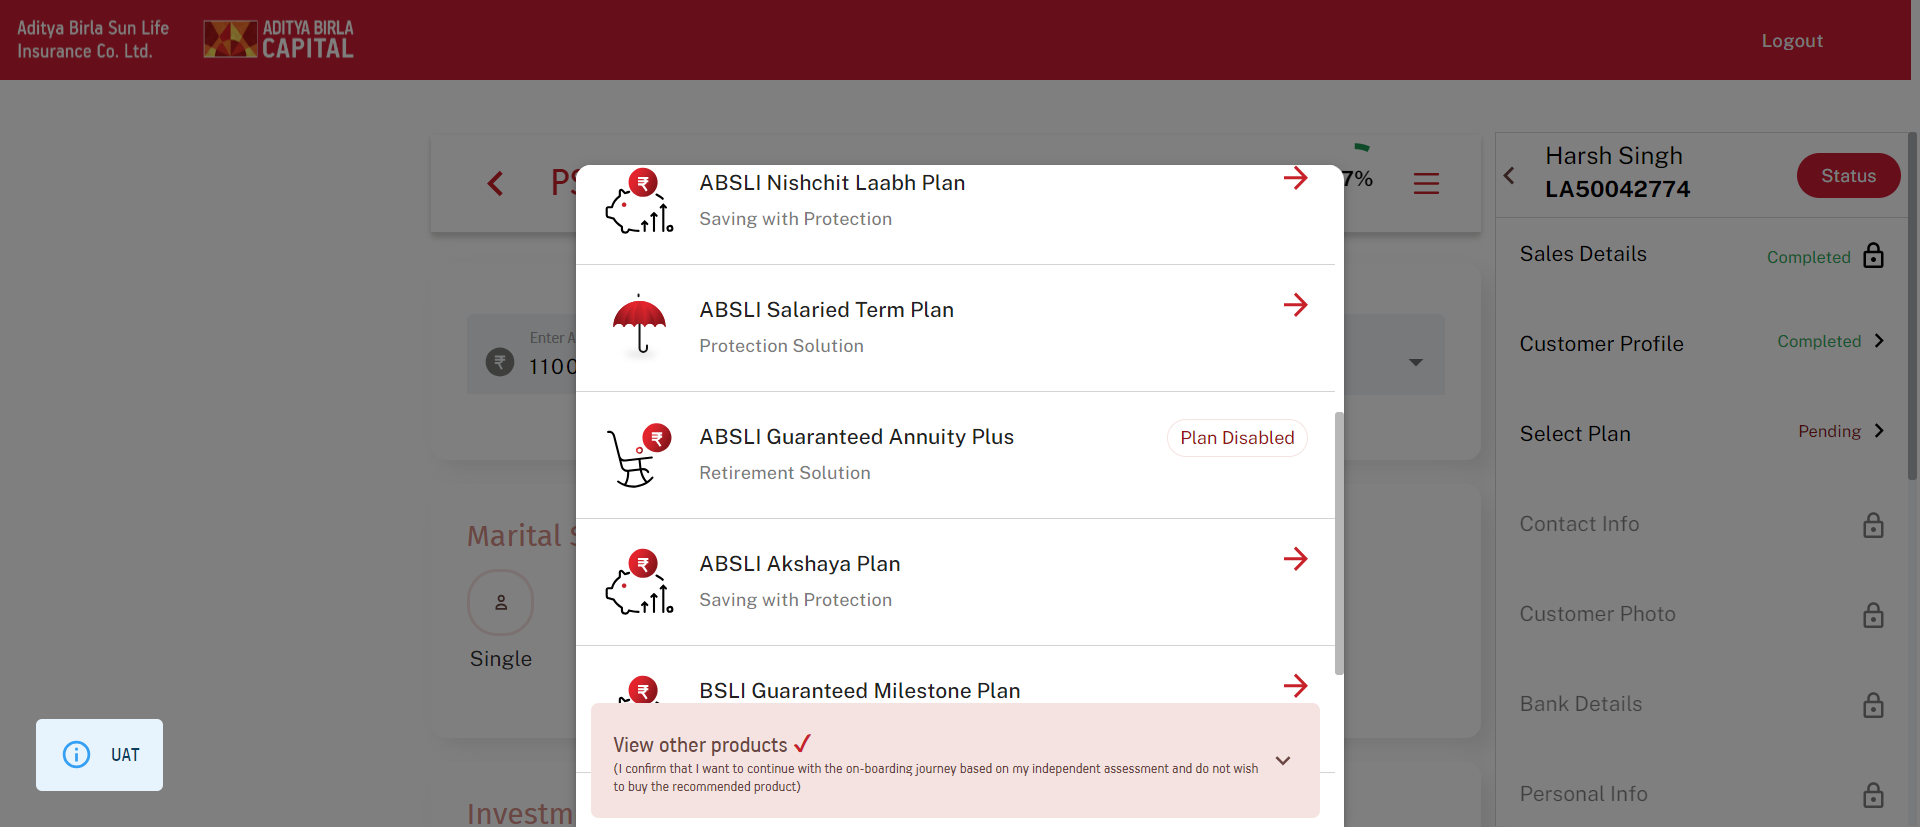 Aditya Birla Sun Life
Insurance Co. Ltd.
ADITYA BIRLA
CAPITAL
Logout
7%
Harsh Singh
LA50042774
Status
ABSLI Nishchit Laabh Plan
Saving with Protection
ABSLI Salaried Term Plan
Protection Solution
ABSLI Guaranteed Annuity Plus
Plan Disabled
Retirement Solution
ABSLI Akshaya Plan
Saving with Protection
BSLI Guaranteed Milestone Plan
View other products
(I confirm that I want to continue with the on-boarding journey based on my independent assessment and do not wish
to buy the recommended product)
Enter A
1100
Marital S
Single
Investm
UAT
Sales Details
Completed
Customer Profile
Completed
Select Plan
Pending
Contact Info
Customer Photo
Bank Details
Personal Info